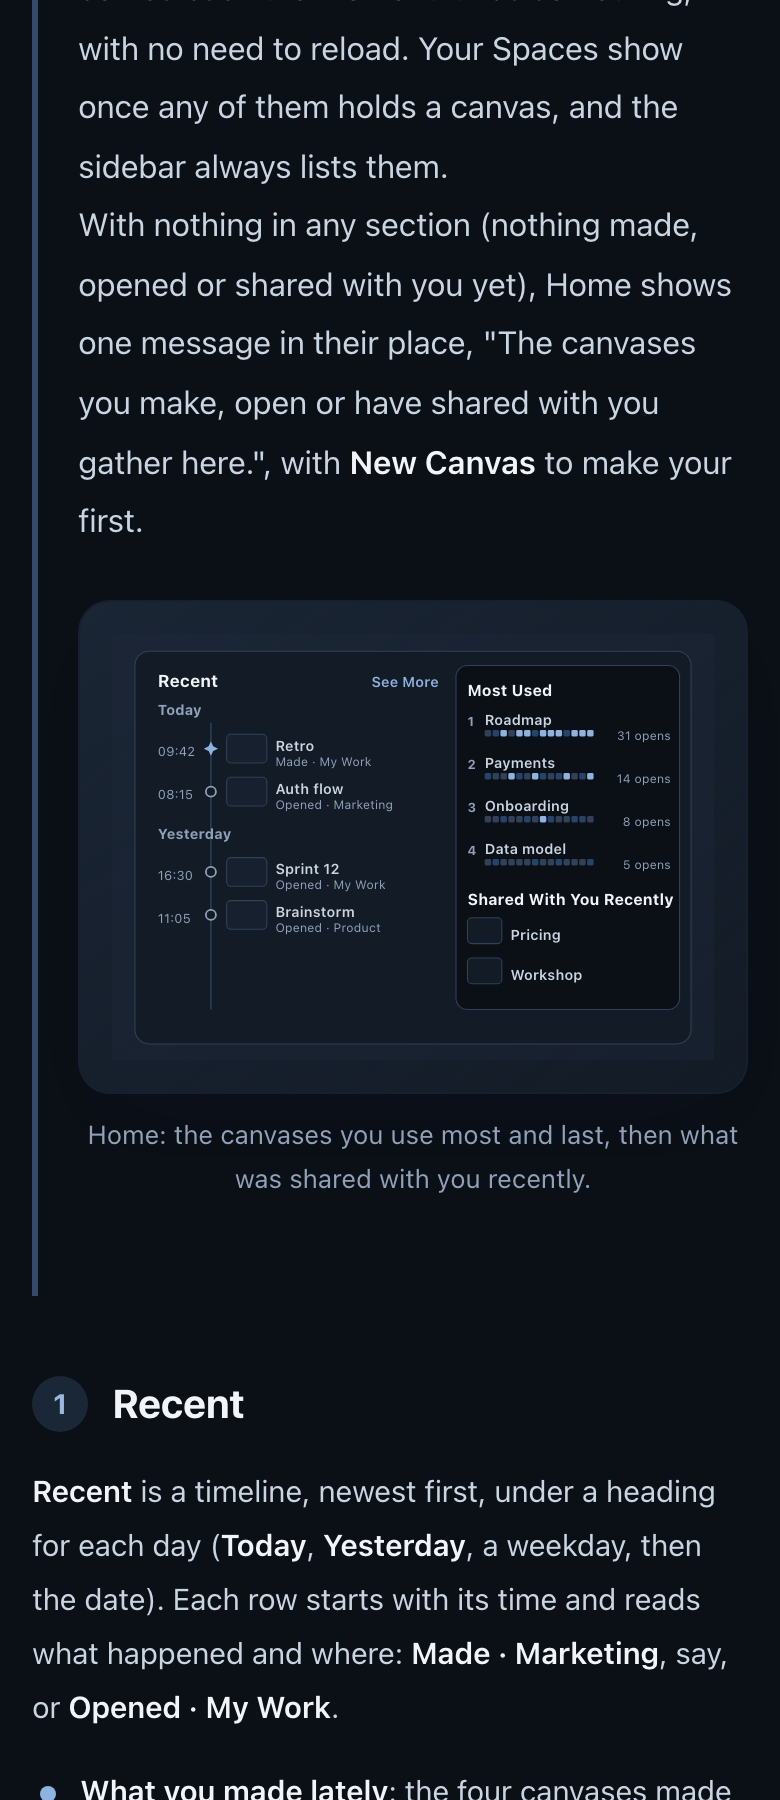 with no need to reload. Your Spaces show
once any of them holds a canvas, and the
sidebar always lists them.
With nothing in any section (nothing made,
opened or shared with you yet), Home shows
one message in their place, "The canvases
you make, open or have shared with you
gather here.", with New Canvas to make your
first.
Recent
See More
Today
09:42
Retro
Made · My Work
08:15
Auth flow
Opened · Marketing
Yesterday
16:30
Sprint 12
Opened · My Work
11:05
Brainstorm
Opened · Product
Most Used
1 Roadmap
31 opens
2 Payments
14 opens
3 Onboarding
8 opens
4 Data model
5 opens
Shared With You Recently
Pricing
Workshop
Home: the canvases you use most and last, then what
was shared with you recently.
1 Recent
Recent is a timeline, newest first, under a heading
for each day (Today, Yesterday, a weekday, then
the date). Each row starts with its time and reads
what happened and where: Made · Marketing, say,
or Opened · My Work.
What you made lately: the four canvases made